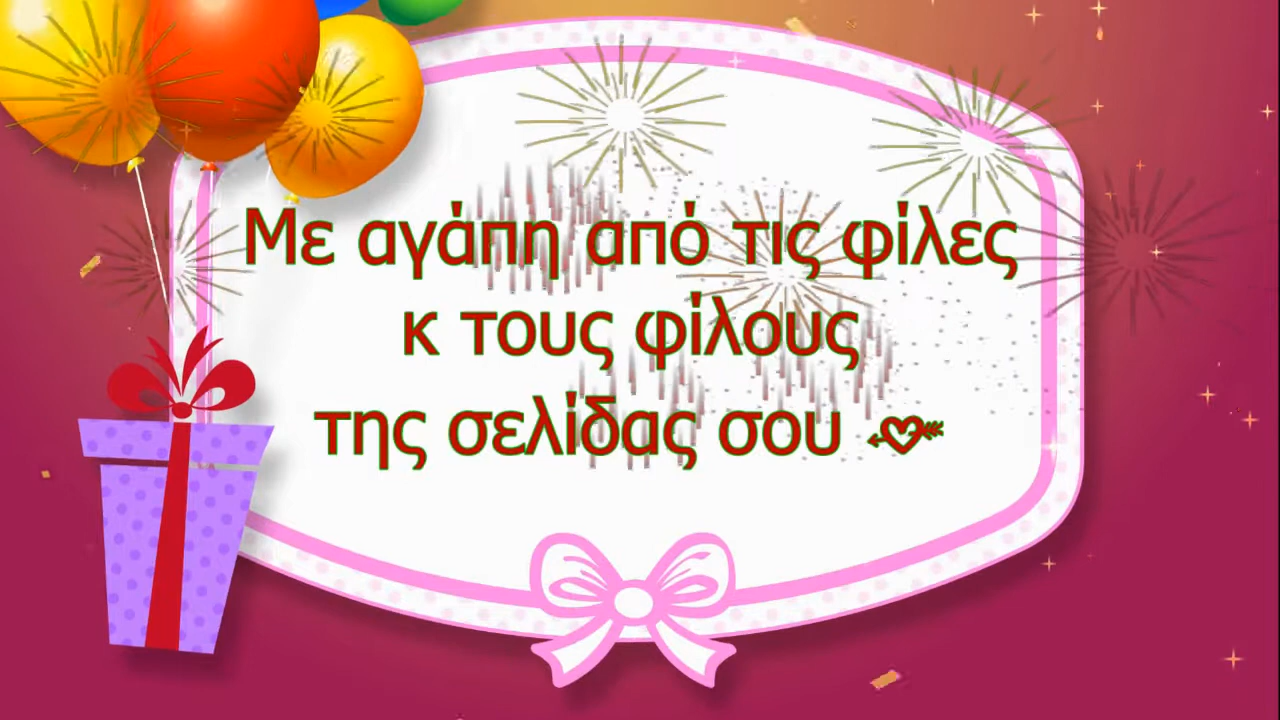 Με αγάπη από τις φίλες
κ τους φίλους
της σελίδας σου 💘